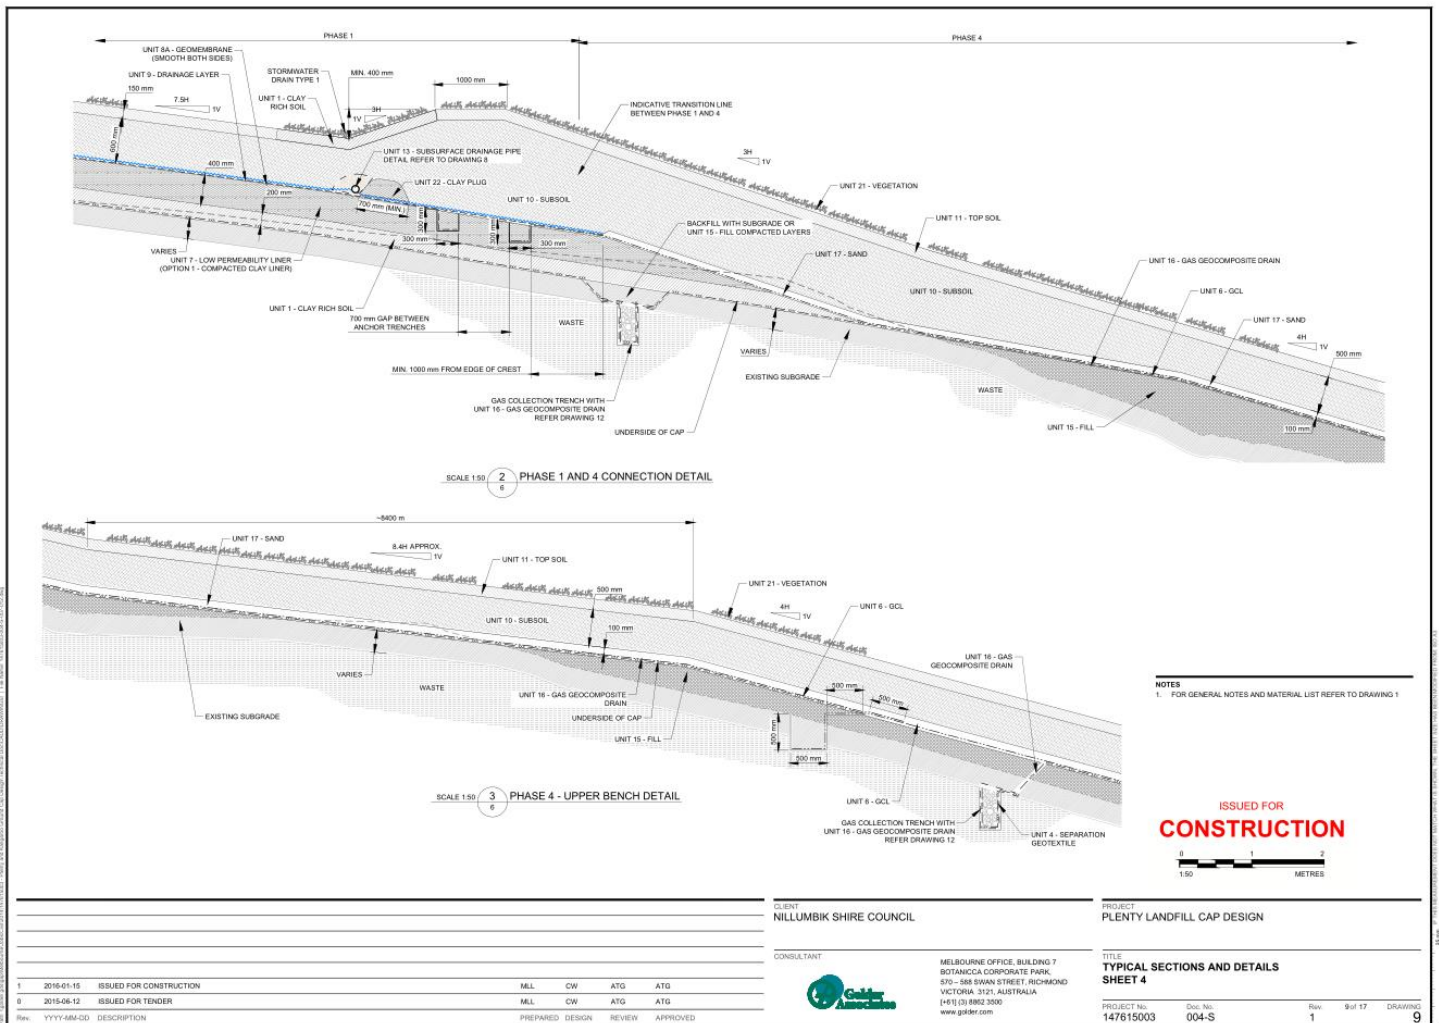 PHASE 1
PHASE 4
UNIT 8A - GEOMEMBRANE
(SMOOTH BOTH SIDES)
UNIT 9 - DRAINAGE LAYER
150 mm
7.5H
1V
STORMWATER
DRAIN TYPE 1
MIN. 400 mm
UNIT 1 - CLAY
RICH SOIL
3H
1V
1000 mm
INDICATIVE TRANSITION LINE
BETWEEN PHASE 1 AND 4
600 mm
400 mm
200 mm
UNIT 13 - SUBSURFACE DRAINAGE PIPE
DETAIL REFER TO DRAWING 8
UNIT 22 - CLAY PLUG
700 mm (MIN.)
UNIT 10 - SUBSOIL
300 mm
300 mm
300 mm
300 mm
3H
1V
UNIT 21 - VEGETATION
UNIT 11 - TOP SOIL
BACKFILL WITH SUBGRADE OR
UNIT 15 - FILL COMPACTED LAYERS
UNIT 17 - SAND
UNIT 16 - GAS GEOCOMPOSITE DRAIN
UNIT 10 - SUBSOIL
UNIT 6 - GCL
UNIT 17 - SAND
4H
1V
500 mm
VARIES
UNIT 7 - LOW PERMEABILITY LINER
(OPTION 1 - COMPACTED CLAY LINER)
UNIT 1 - CLAY RICH SOIL
700 mm GAP BETWEEN
ANCHOR TRENCHES
WASTE
MIN. 1000 mm FROM EDGE OF CREST
VARIES
EXISTING SUBGRADE
WASTE
GAS COLLECTION TRENCH WITH
UNIT 16 - GAS GEOCOMPOSITE DRAIN
REFER DRAWING 12
UNDERSIDE OF CAP
UNIT 15 - FILL
100 mm
SCALE 1:50
2
6
PHASE 1 AND 4 CONNECTION DETAIL
~8400 m
UNIT 17 - SAND
8.4H APPROX.
1V
UNIT 11 - TOP SOIL
500 mm
UNIT 21 - VEGETATION
4H
1V
UNIT 6 - GCL
UNIT 10 - SUBSOIL
100 mm
UNIT 16 - GAS
GEOCOMPOSITE DRAIN
VARIES
WASTE
UNIT 16 - GAS GEOCOMPOSITE
DRAIN
500 mm
500 mm
EXISTING SUBGRADE
UNDERSIDE OF CAP
UNIT 15 - FILL
500 mm
500 mm
SCALE 1:50
3
6
PHASE 4 - UPPER BENCH DETAIL
UNIT 6 - GCL
GAS COLLECTION TRENCH WITH
UNIT 16 - GAS GEOCOMPOSITE DRAIN
REFER DRAWING 12
UNIT 4 - SEPARATION
GEOTEXTILE
NOTES
1. FOR GENERAL NOTES AND MATERIAL LIST REFER TO DRAWING 1
ISSUED FOR
CONSTRUCTION
0 1 2
1:50 METRES
1 2016-01-15 ISSUED FOR CONSTRUCTION MLL CW ATG ATG
0 2015-06-12 ISSUED FOR TENDER MLL CW ATG ATG
Rev. YYYY-MM-DD DESCRIPTION PREPARED DESIGN REVIEW APPROVED
CLIENT
NILLUMBIK SHIRE COUNCIL
CONSULTANT
Golder
Associates
MELBOURNE OFFICE, BUILDING 7
BOTANICCA CORPORATE PARK,
570 – 588 SWAN STREET, RICHMOND
VICTORIA 3121, AUSTRALIA
[+61] (3) 8862 3500
www.golder.com
PROJECT
PLENTY LANDFILL CAP DESIGN
TITLE
TYPICAL SECTIONS AND DETAILS
SHEET 4
PROJECT No. Doc. No. Rev. 9 of 17 DRAWING
147615003 004-S 1 9